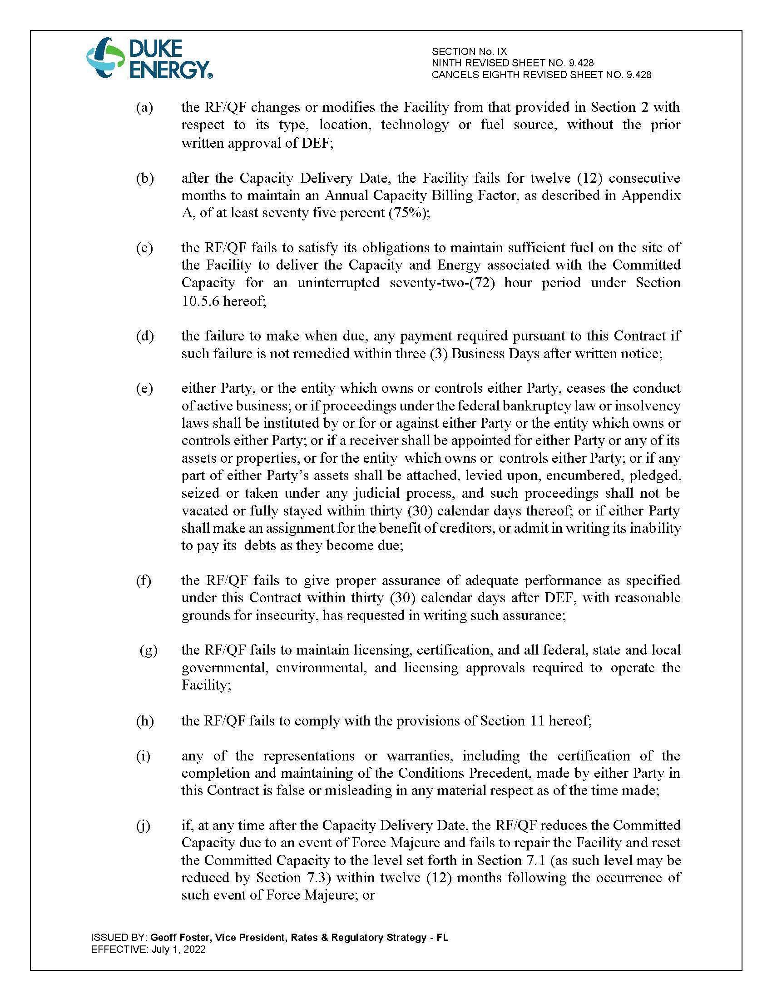 DUKE
ENERGY®
SECTION No. IX
NINTH REVISED SHEET NO. 9.428
CANCELS EIGHTH REVISED SHEET NO. 9.428
(a) the RF/QF changes or modifies the Facility from that provided in Section 2 with
respect to its type, location, technology or fuel source, without the prior
written approval of DEF;
(b) after the Capacity Delivery Date, the Facility fails for twelve (12) consecutive
months to maintain an Annual Capacity Billing Factor, as described in Appendix
A, of at least seventy five percent (75%);
(c) the RF/QF fails to satisfy its obligations to maintain sufficient fuel on the site of
the Facility to deliver the Capacity and Energy associated with the Committed
Capacity for an uninterrupted seventy-two-(72) hour period under Section
10.5.6 hereof;
(d) the failure to make when due, any payment required pursuant to this Contract if
such failure is not remedied within three (3) Business Days after written notice;
(e) either Party, or the entity which owns or controls either Party, ceases the conduct
of active business; or if proceedings under the federal bankruptcy law or insolvency
laws shall be instituted by or for or against either Party or the entity which owns or
controls either Party; or if a receiver shall be appointed for either Party or any of its
assets or properties, or for the entity which owns or controls either Party; or if any
part of either Party’s assets shall be attached, levied upon, encumbered, pledged,
seized or taken under any judicial process, and such proceedings shall not be
vacated or fully stayed within thirty (30) calendar days thereof; or if either Party
shall make an assignment for the benefit of creditors, or admit in writing its inability
to pay its debts as they become due;
(f) the RF/QF fails to give proper assurance of adequate performance as specified
under this Contract within thirty (30) calendar days after DEF, with reasonable
grounds for insecurity, has requested in writing such assurance;
(g) the RF/QF fails to maintain licensing, certification, and all federal, state and local
governmental, environmental, and licensing approvals required to operate the
Facility;
(h) the RF/QF fails to comply with the provisions of Section 11 hereof;
(i) any of the representations or warranties, including the certification of the
completion and maintaining of the Conditions Precedent, made by either Party in
this Contract is false or misleading in any material respect as of the time made;
(j) if, at any time after the Capacity Delivery Date, the RF/QF reduces the Committed
Capacity due to an event of Force Majeure and fails to repair the Facility and reset
the Committed Capacity to the level set forth in Section 7.1 (as such level may be
reduced by Section 7.3) within twelve (12) months following the occurrence of
such event of Force Majeure; or
ISSUED BY: Geoff Foster, Vice President, Rates & Regulatory Strategy - FL
EFFECTIVE: July 1, 2022